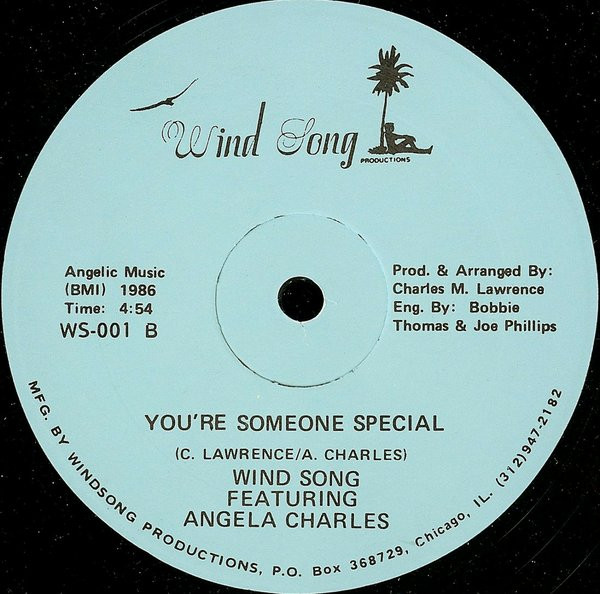 Wind Song
PRODUCTIONS
Angelic Music
(BMI) 1986
Time: 4:54
WS-001 B
Prod. & Arranged By:
Charles M. Lawrence
Eng. By: Bobbie
Thomas & Joe Phillips
YOU'RE SOMEONE SPECIAL
(C. LAWRENCE/A. CHARLES)
WIND SONG
FEATURING
ANGELA CHARLES
MFG. BY WINDSONG PRODUCTIONS, P.O. Box 368729, Chicago, IL. (312)947-2182